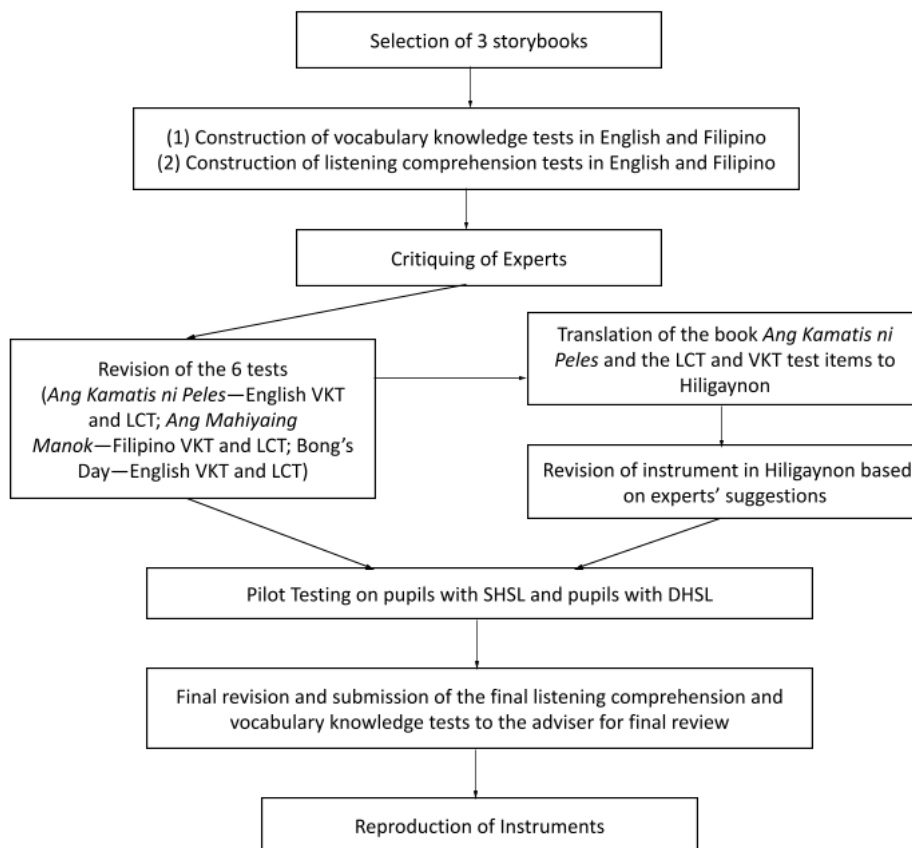 Selection of 3 storybooks
(1) Construction of vocabulary knowledge tests in English and Filipino
(2) Construction of listening comprehension tests in English and Filipino
Critiquing of Experts
Revision of the 6 tests
(Ang Kamatis ni Peles—English VKT
and LCT; Ang Mahiyaing
Manok—Filipino VKT and LCT; Bong's
Day—English VKT and LCT)
Translation of the book Ang Kamatis ni
Peles and the LCT and VKT test items to
Hiligaynon
Revision of instrument in Hiligaynon based
on experts' suggestions
Pilot Testing on pupils with SHSL and pupils with DHSL
Final revision and submission of the final listening comprehension and
vocabulary knowledge tests to the adviser for final review
Reproduction of Instruments